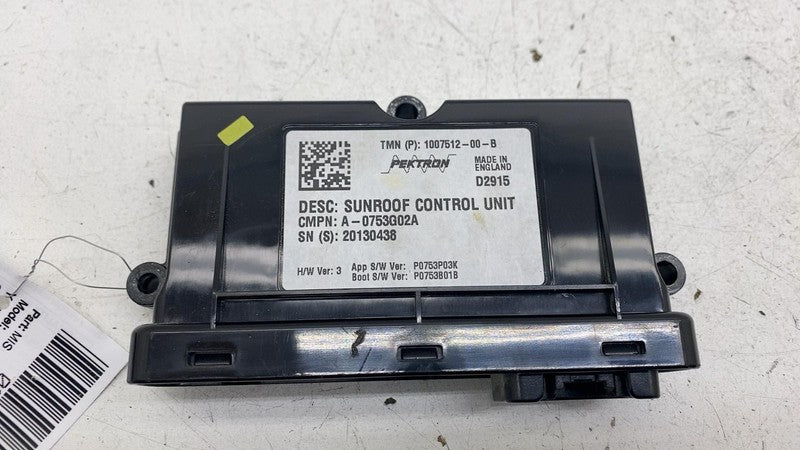 TMN (P): 1007512-00-B
PEKTRON
MADE IN
ENGLAND
D2915
DESC: SUNROOF CONTROL UNIT
CMPN: A-0753G02A
SN (S): 20130438
H/W Ver: 3 App S/W Ver: P0753P03K
Boot S/W Ver: P0753B01B
Part: MIS
Model: